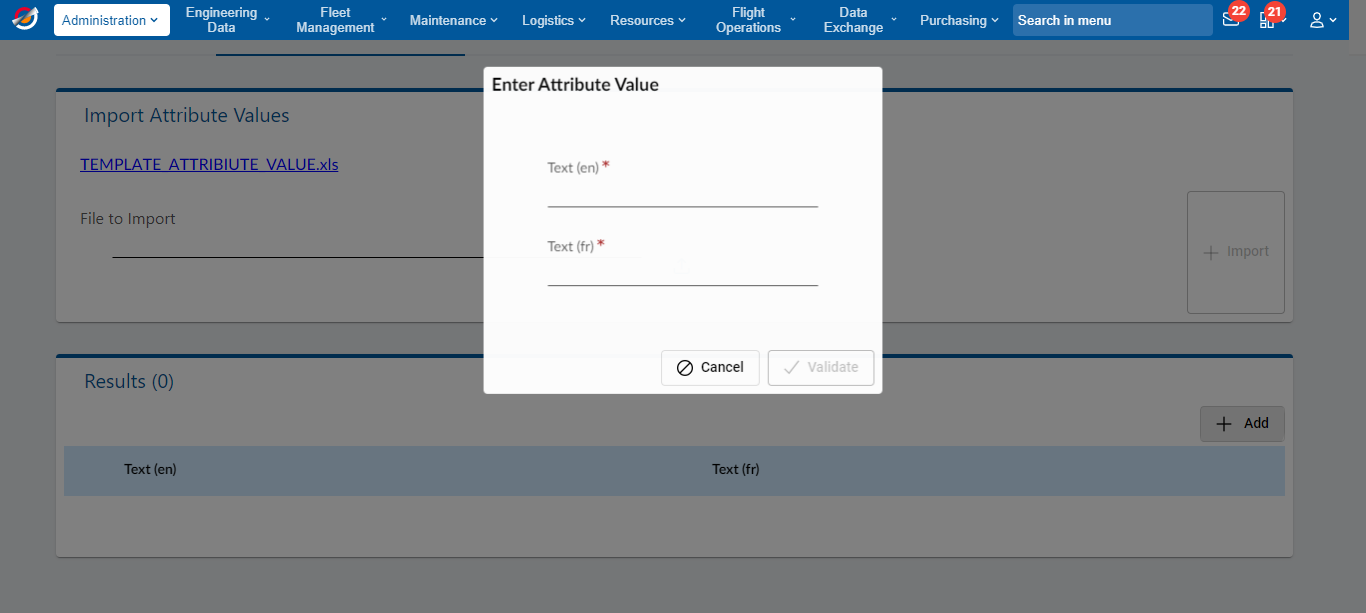 Administration
Engineering
Data
Fleet
Management
Maintenance
Logistics
Resources
Flight
Operations
Data
Exchange
Purchasing
Search in menu
22
21
Enter Attribute Value
Import Attribute Values
TEMPLATE_ATTRIBIUTE_VALUE.xls
Text (en) *
File to Import
Text (fr) *
Import
Cancel
Validate
Results (0)
Add
Text (en)
Text (fr)